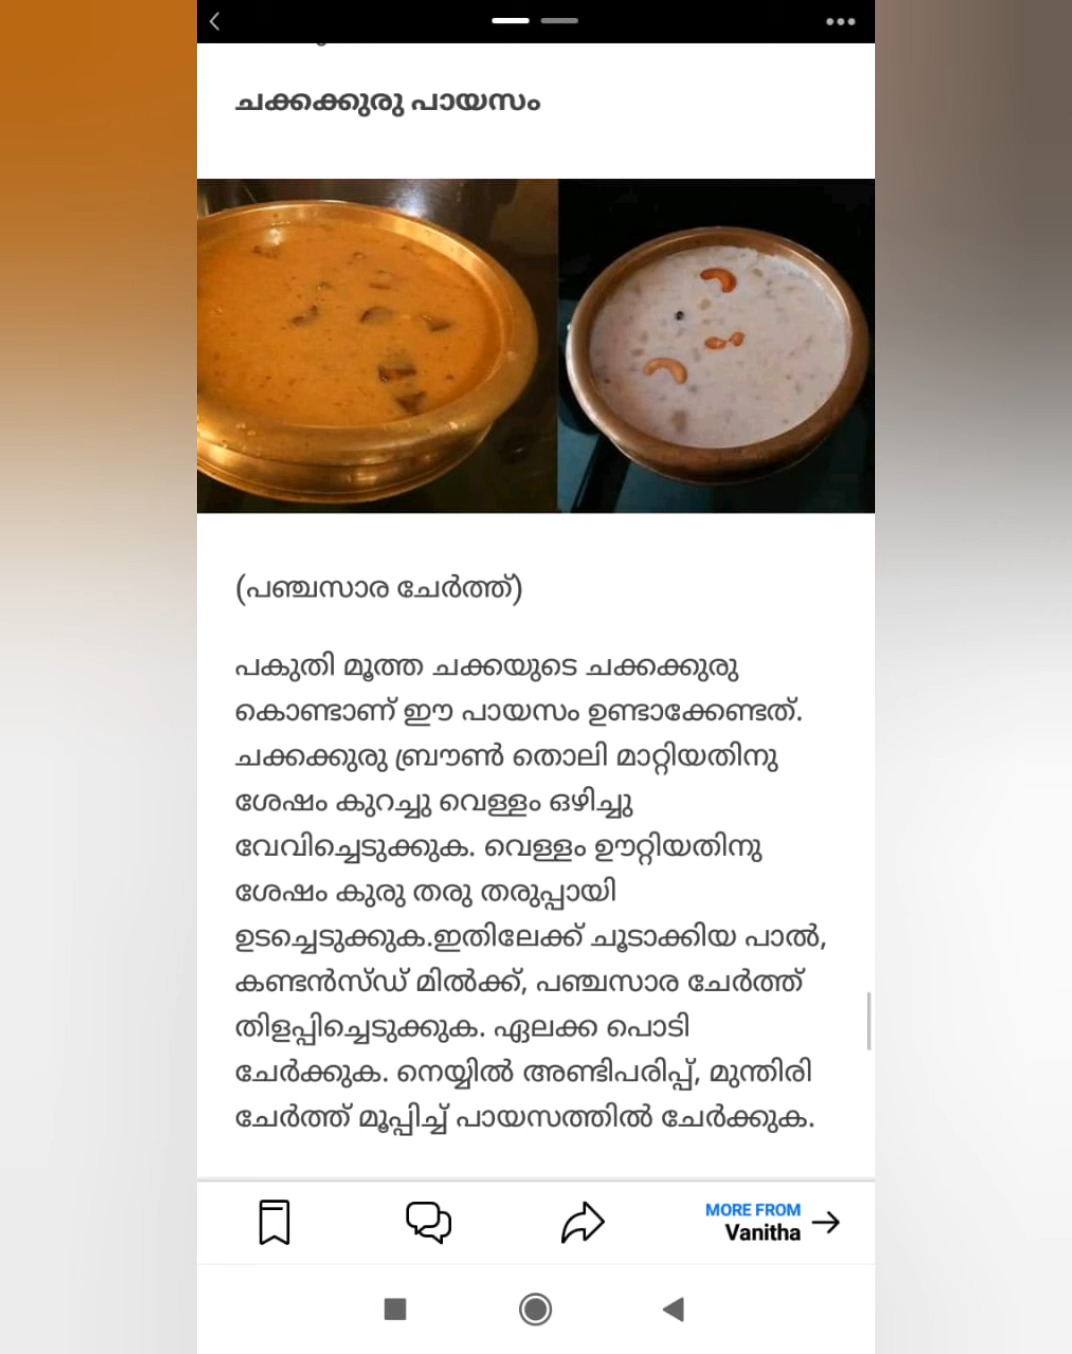 ചക്കക്കുരു പായസം
(പഞ്ചസാര ചേർത്ത്)
പകുതി മൂത്ത ചക്കയുടെ ചക്കക്കുരു
കൊണ്ടാണ് ഈ പായസം ഉണ്ടാക്കേണ്ടത്.
ചക്കക്കുരു ബ്രൗൺ തൊലി മാറ്റിയതിനു
ശേഷം കുറച്ചു വെള്ളം ഒഴിച്ചു
വേവിച്ചെടുക്കുക. വെള്ളം ഊറ്റിയതിനു
ശേഷം കുരു തരു തരുപ്പായി
ഉടച്ചെടുക്കുക.ഇതിലേക്ക് ചൂടാക്കിയ പാൽ,
കണ്ടൻസ്ഡ് മിൽക്ക്, പഞ്ചസാര ചേർത്ത്
തിളപ്പിച്ചെടുക്കുക. ഏലക്ക പൊടി
ചേർക്കുക. നെയ്യിൽ അണ്ടിപരിപ്പ്, മുന്തിരി
ചേർത്ത് മൂപ്പിച്ച് പായസത്തിൽ ചേർക്കുക.
MORE FROM
Vanitha